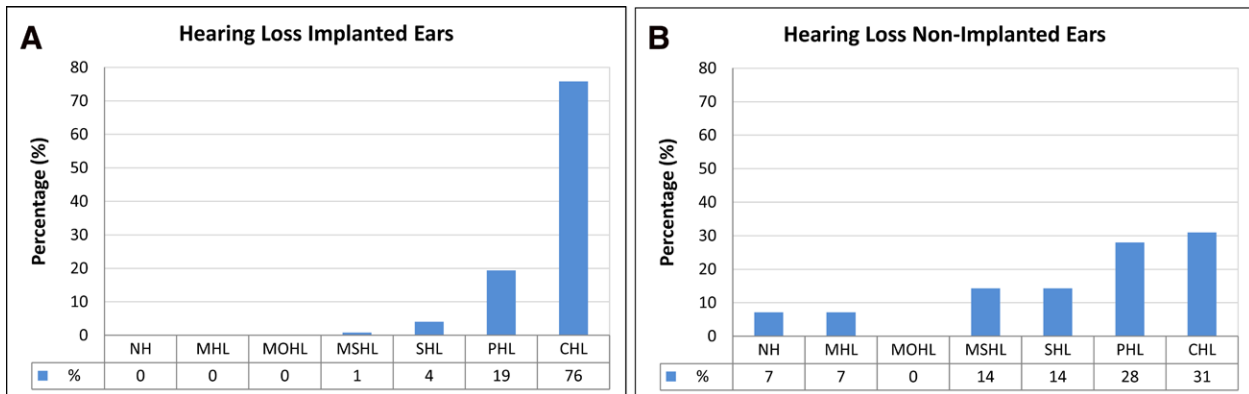 A
Hearing Loss Implanted Ears
Percentage (%)
80
70
60
50
40
30
20
10
0
NH MHL MOHL MSHL SHL PHL CHL
% 0 0 0 1 4 19 76
B
Hearing Loss Non-Implanted Ears
Percentage (%)
80
70
60
50
40
30
20
10
0
NH MHL MOHL MSHL SHL PHL CHL
% 7 7 0 14 14 28 31